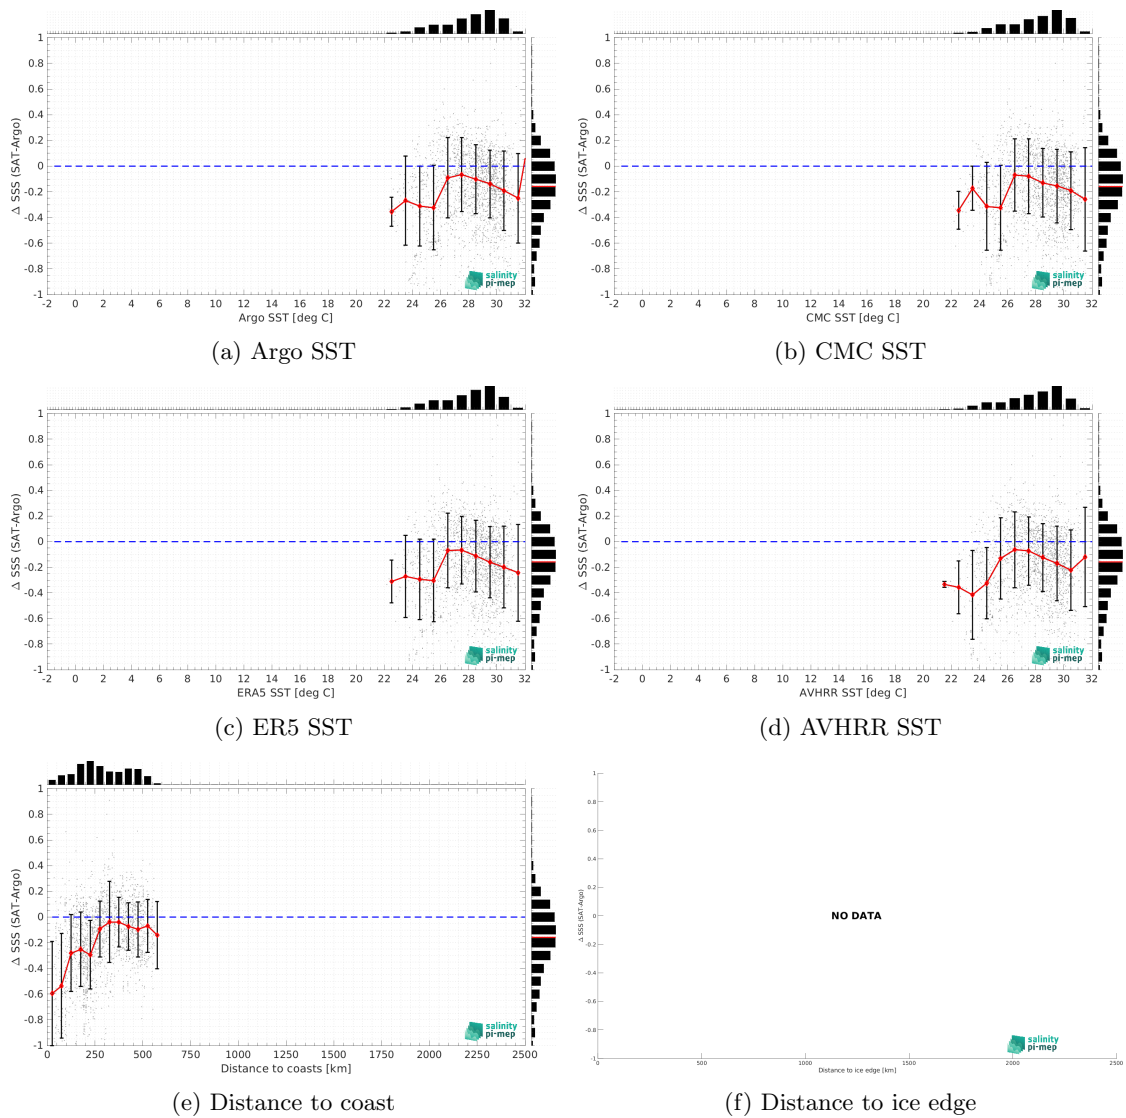 1
0.8
0.6
0.4
0.2
0
-0.2
-0.4
-0.6
-0.8
-1
Δ SSS (SAT-Argo)
-2 0 2 4 6 8 10 12 14 16 18 20 22 24 26 28 30 32
Argo SST [deg C]
salinity
pi-mep
(a) Argo SST
1
0.8
0.6
0.4
0.2
0
-0.2
-0.4
-0.6
-0.8
-1
Δ SSS (SAT-Argo)
-2 0 2 4 6 8 10 12 14 16 18 20 22 24 26 28 30 32
CMC SST [deg C]
salinity
pi-mep
(b) CMC SST
1
0.8
0.6
0.4
0.2
0
-0.2
-0.4
-0.6
-0.8
-1
Δ SSS (SAT-Argo)
-2 0 2 4 6 8 10 12 14 16 18 20 22 24 26 28 30 32
ERA5 SST [deg C]
salinity
pi-mep
(c) ER5 SST
1
0.8
0.6
0.4
0.2
0
-0.2
-0.4
-0.6
-0.8
-1
Δ SSS (SAT-Argo)
-2 0 2 4 6 8 10 12 14 16 18 20 22 24 26 28 30 32
AVHRR SST [deg C]
salinity
pi-mep
(d) AVHRR SST
1
0.8
0.6
0.4
0.2
0
-0.2
-0.4
-0.6
-0.8
-1
Δ SSS (SAT-Argo)
0 250 500 750 1000 1250 1500 1750 2000 2250 2500
Distance to coasts [km]
salinity
pi-mep
(e) Distance to coast
1
0.8
0.6
0.4
0.2
0
-0.2
-0.4
-0.6
-0.8
-1
Δ SSS (SAT-Argo)
NO DATA
0 500 1000 1500 2000 2500
Distance to ice edge [km]
salinity
pi-mep
(f) Distance to ice edge